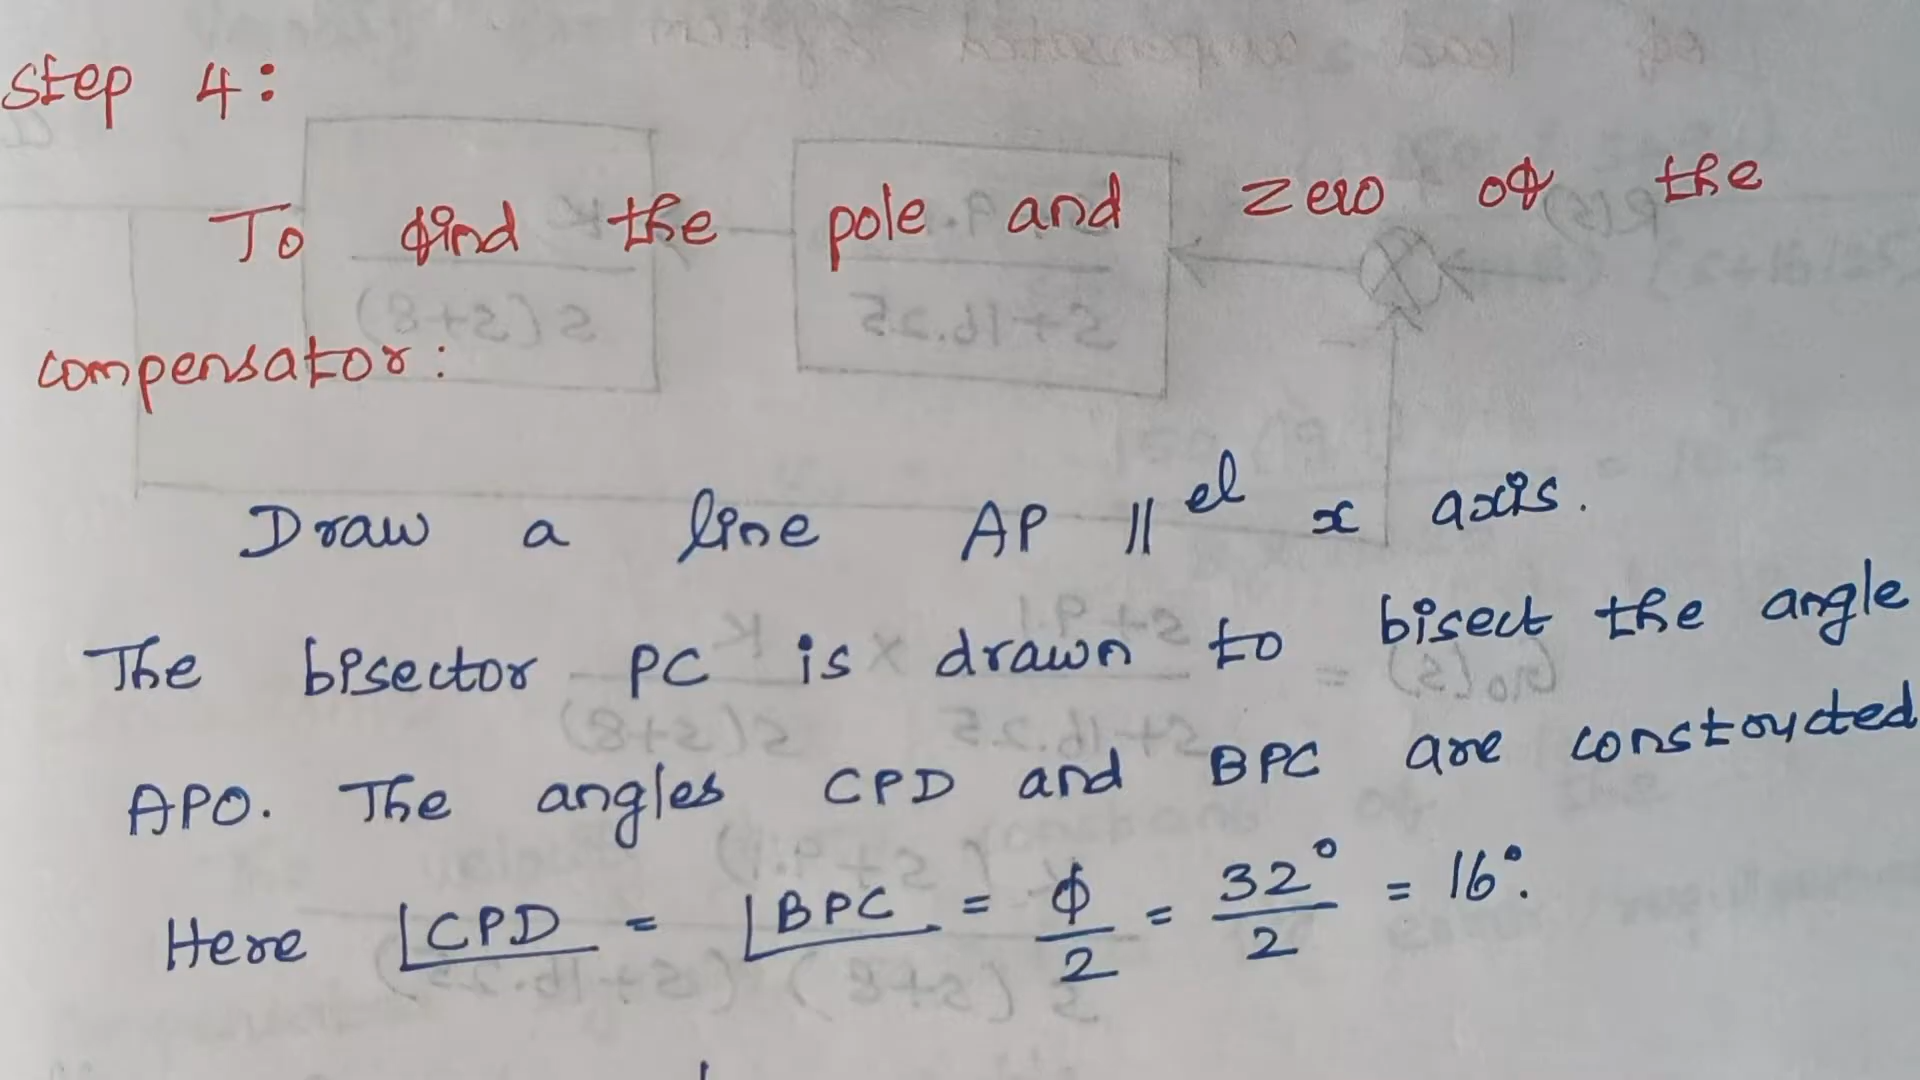 Step 4:
To find the pole and zero of the
compensator:
Draw a line AP ||el x axis.
The bisector PC is drawn to bisect the angle
APO. The angles CPD and BPC are constructed
Here ∠CPD = ∠BPC = ϕ/2 = 32°/2 = 16°.